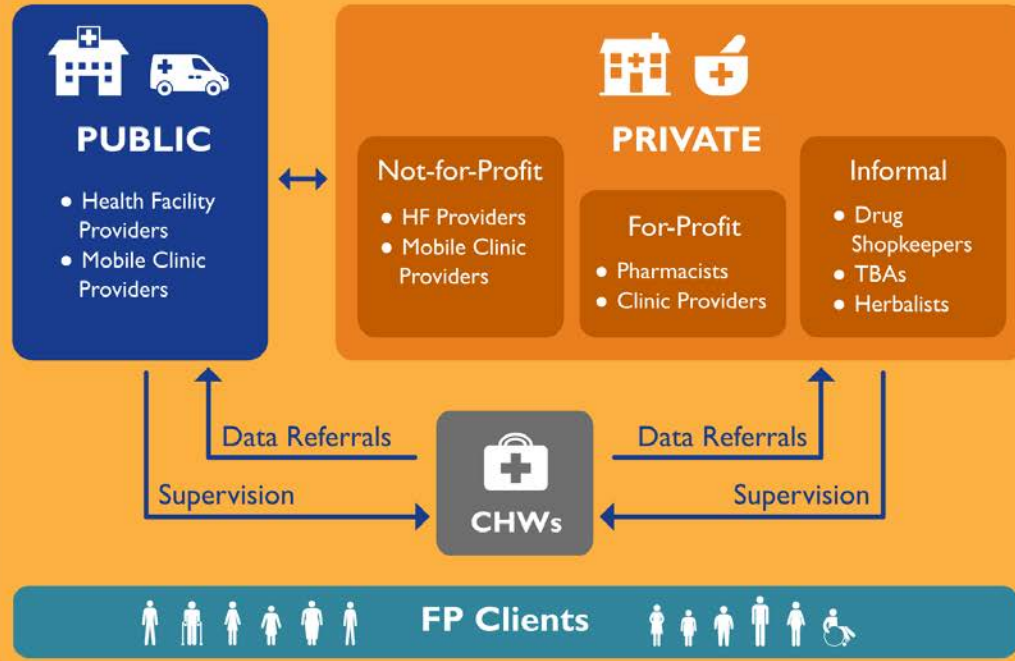 PUBLIC
• Health Facility
Providers
• Mobile Clinic
Providers
PRIVATE
Not-for-Profit
• HF Providers
• Mobile Clinic
Providers
For-Profit
• Pharmacists
• Clinic Providers
Informal
• Drug
Shopkeepers
• TBAs
• Herbalists
Data Referrals
Supervision
CHWs
Data Referrals
Supervision
FP Clients